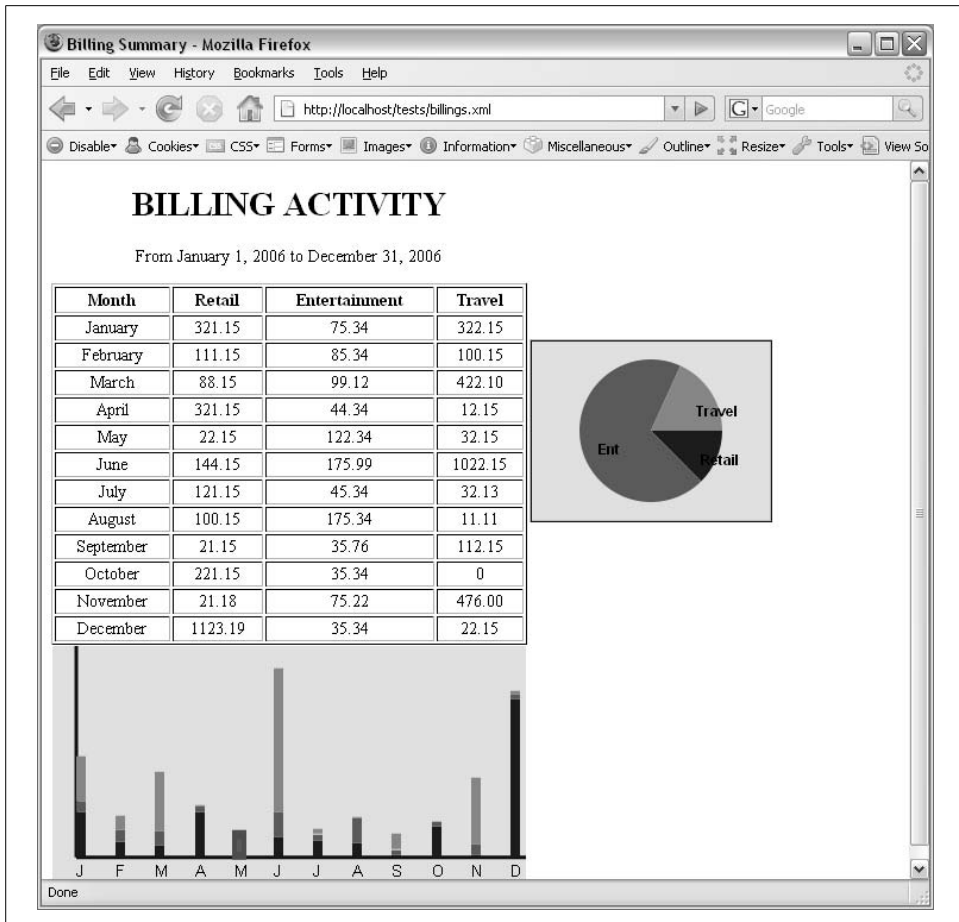 Billing Summary - Mozilla Firefox
File Edit View History Bookmarks Tools Help
http://localhost/tests/billings.xml G Google
Disable Cookies CSS Forms Images Information Miscellaneous Outline Resize Tools View So
BILLING ACTIVITY
From January 1, 2006 to December 31, 2006
Month Retail Entertainment Travel
January 321.15 75.34 322.15
February 111.15 85.34 100.15
March 88.15 99.12 422.10
April 321.15 44.34 12.15
May 22.15 122.34 32.15
June 144.15 175.99 1022.15
July 121.15 45.34 32.13
August 100.15 175.34 11.11
September 21.15 35.76 112.15
October 221.15 35.34 0
November 21.18 75.22 476.00
December 1123.19 35.34 22.15
Travel
Ent
Retail
J F M A M J J A S O N D
Done